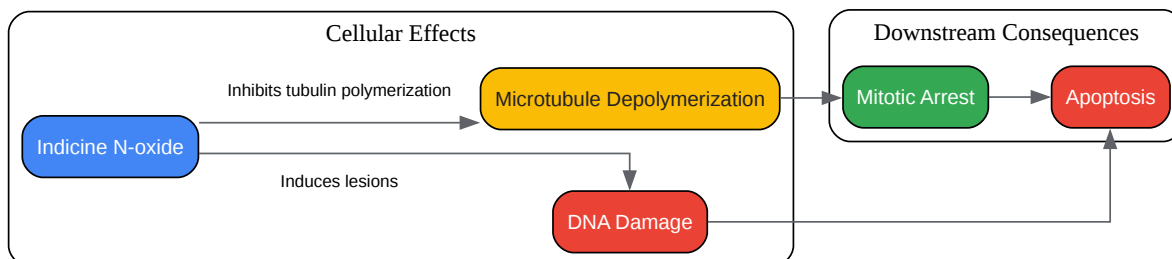 Cellular Effects
Downstream Consequences
Inhibits tubulin polymerization
Microtubule Depolymerization
Mitotic Arrest
Apoptosis
Indicine N-oxide
Induces lesions
DNA Damage